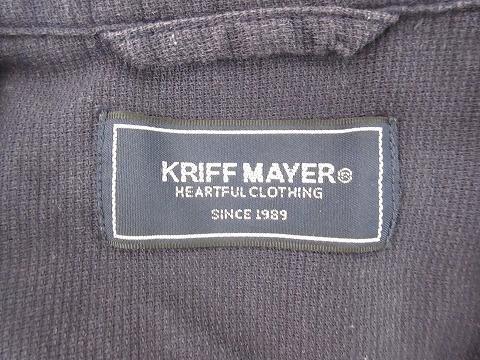 KRIFF MAYER®
HEARTFUL CLOTHING
SINCE 1989